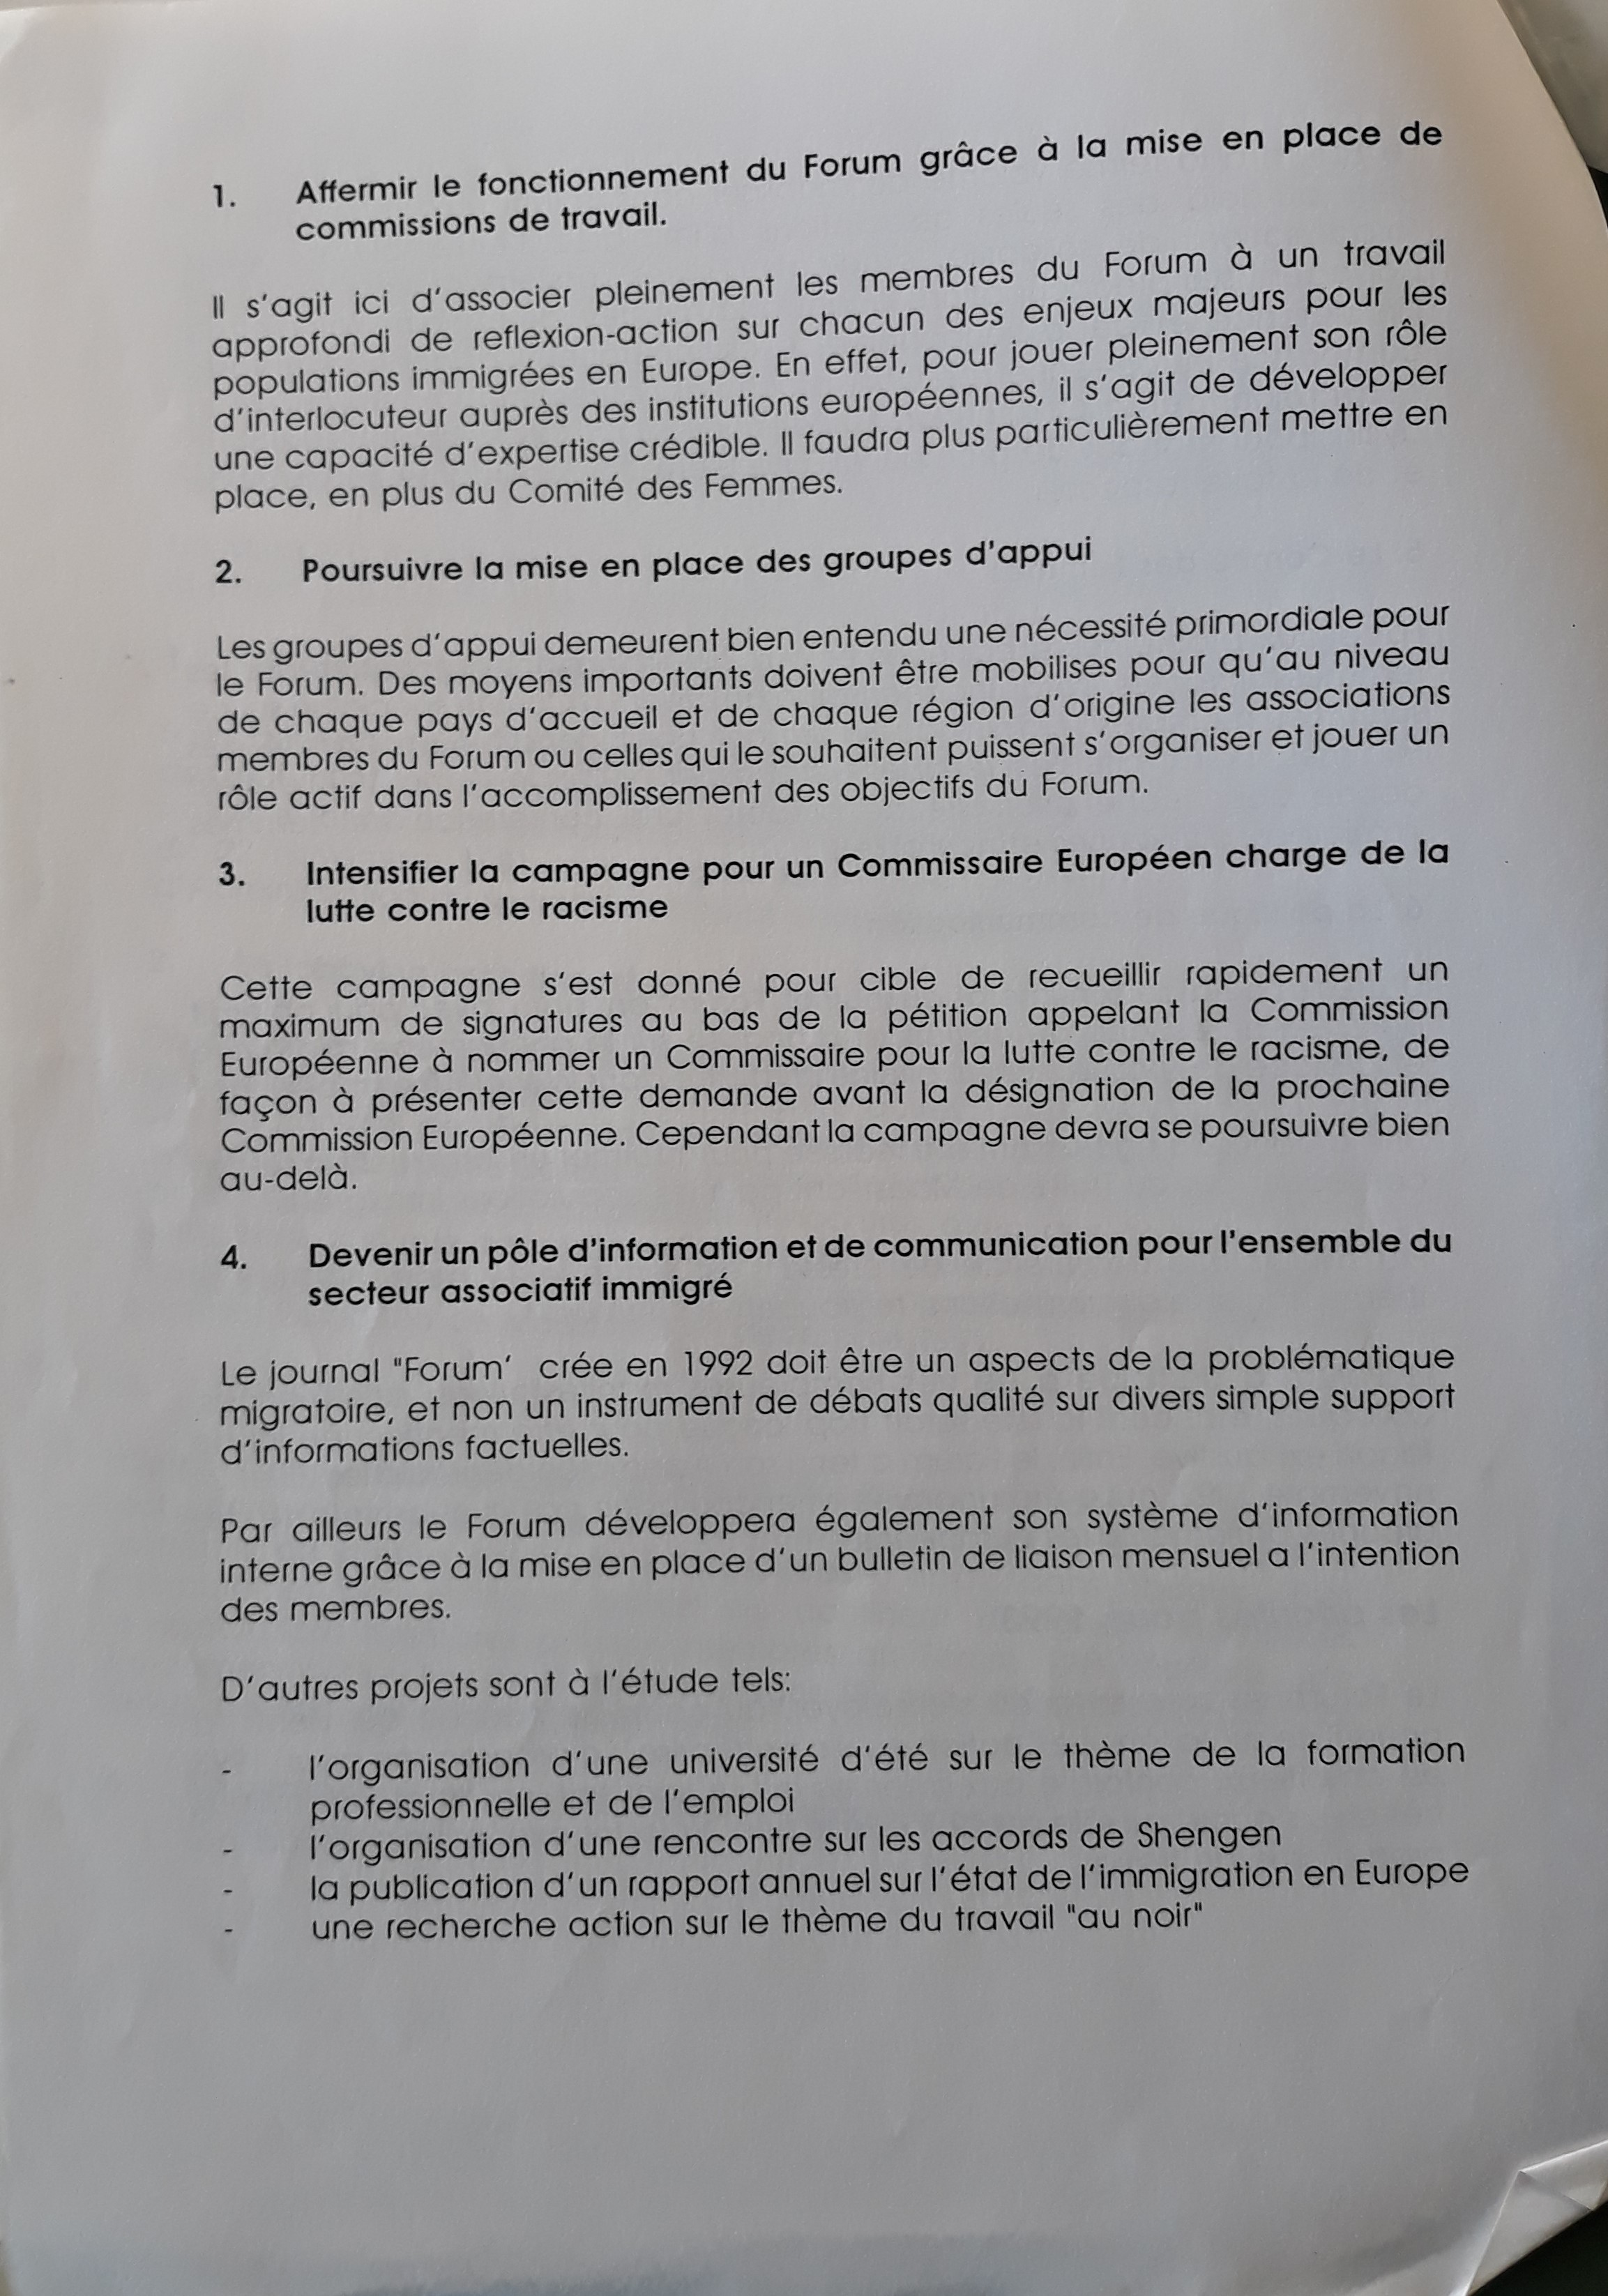 1. Affermir le fonctionnement du Forum grâce à la mise en place de
commissions de travail.
Il s'agit ici d'associer pleinement les membres du Forum à un travail
approfondi de reflexion-action sur chacun des enjeux majeurs pour les
populations immigrées en Europe. En effet, pour jouer pleinement son rôle
d'interlocuteur auprès des institutions européennes, il s'agit de développer
une capacité d'expertise crédible. Il faudra plus particulièrement mettre en
place, en plus du Comité des Femmes.
2. Poursuivre la mise en place des groupes d'appui
Les groupes d'appui demeurent bien entendu une nécessité primordiale pour
le Forum. Des moyens importants doivent être mobilises pour qu'au niveau
de chaque pays d'accueil et de chaque région d'origine les associations
membres du Forum ou celles qui le souhaitent puissent s'organiser et jouer un
rôle actif dans l'accomplissement des objectifs du Forum.
3. Intensifier la campagne pour un Commissaire Européen charge de la
lutte contre le racisme
Cette campagne s'est donné pour cible de recueillir rapidement un
maximum de signatures au bas de la pétition appelant la Commission
Européenne à nommer un Commissaire pour la lutte contre le racisme, de
façon à présenter cette demande avant la désignation de la prochaine
Commission Européenne. Cependant la campagne devra se poursuivre bien
au-delà.
4. Devenir un pôle d'information et de communication pour l'ensemble du
secteur associatif immigré
Le journal "Forum' crée en 1992 doit être un aspects de la problématique
migratoire, et non un instrument de débats qualité sur divers simple support
d'informations factuelles.
Par ailleurs le Forum développera également son système d'information
interne grâce à la mise en place d'un bulletin de liaison mensuel a l'intention
des membres.
D'autres projets sont à l'étude tels:
- l'organisation d'une université d'été sur le thème de la formation
professionnelle et de l'emploi
- l'organisation d'une rencontre sur les accords de Shengen
- la publication d'un rapport annuel sur l'état de l'immigration en Europe
- une recherche action sur le thème du travail "au noir"